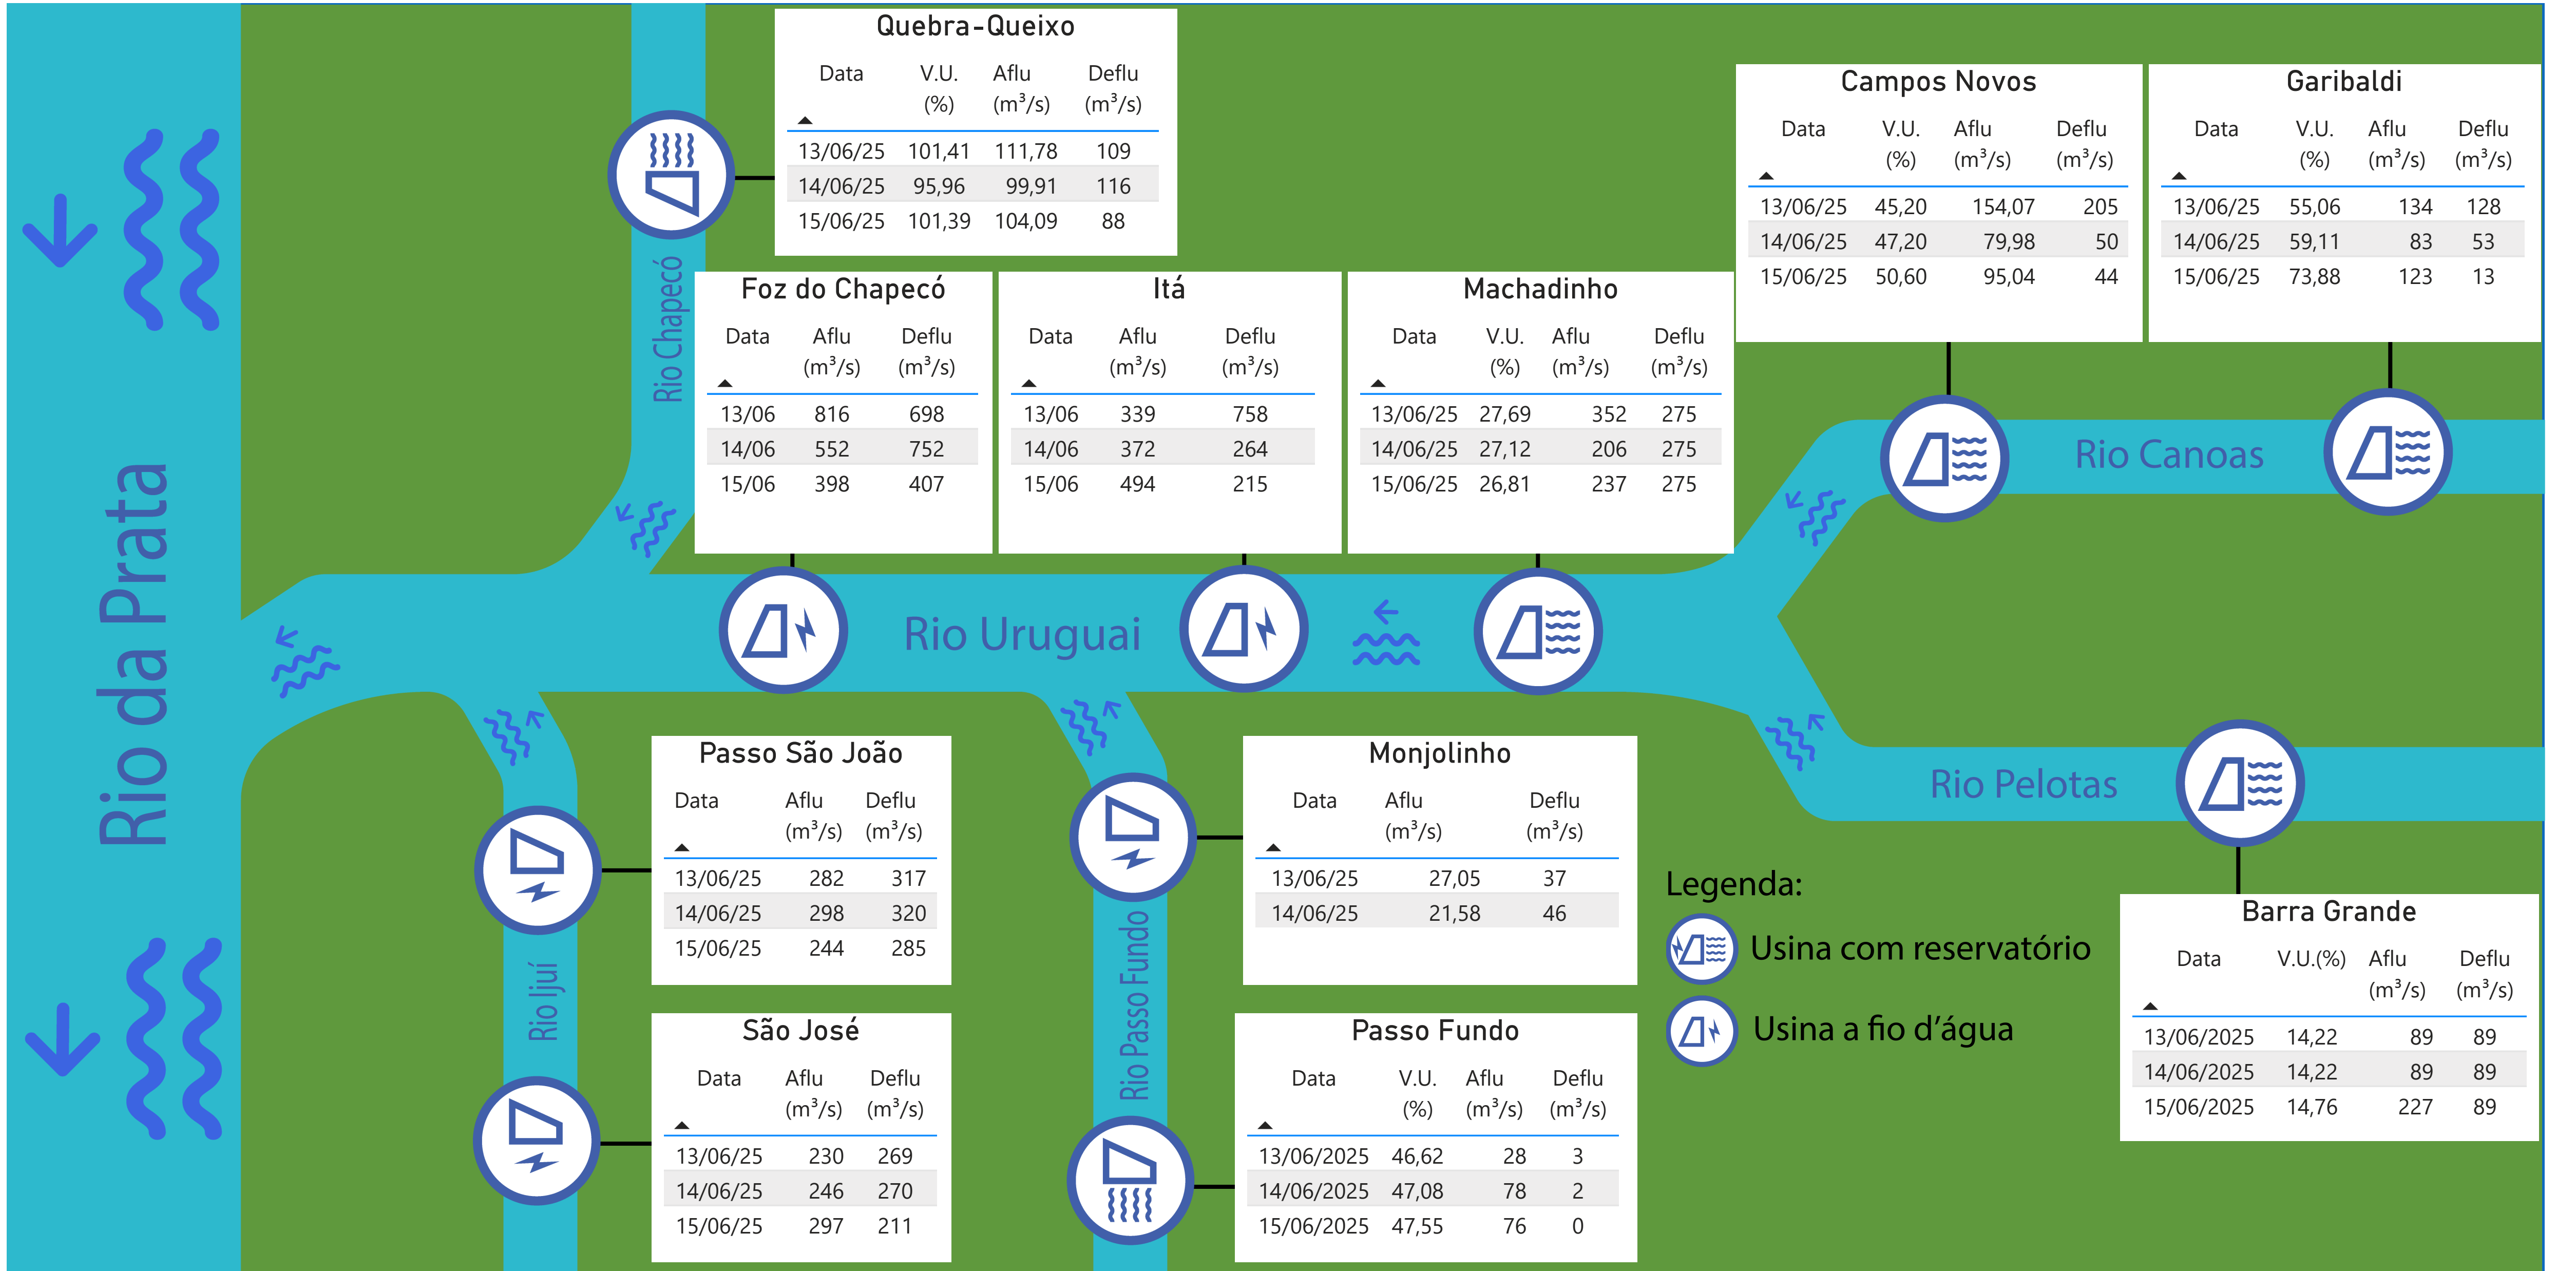 Quebra-Queixo
Data V.U. (%) Aflu (m³/s) Deflu (m³/s)
13/06/25 101,41 111,78 109
14/06/25 95,96 99,91 116
15/06/25 101,39 104,09 88
Campos Novos
Data V.U. (%) Aflu (m³/s) Deflu (m³/s)
13/06/25 45,20 154,07 205
14/06/25 47,20 79,98 50
15/06/25 50,60 95,04 44
Garibaldi
Data V.U. (%) Aflu (m³/s) Deflu (m³/s)
13/06/25 55,06 134 128
14/06/25 59,11 83 53
15/06/25 73,88 123 13
Rio Chapecó
Foz do Chapecó
Data Aflu (m³/s) Deflu (m³/s)
13/06 816 698
14/06 552 752
15/06 398 407
Itá
Data Aflu (m³/s) Deflu (m³/s)
13/06 339 758
14/06 372 264
15/06 494 215
Machadinho
Data V.U. (%) Aflu (m³/s) Deflu (m³/s)
13/06/25 27,69 352 275
14/06/25 27,12 206 275
15/06/25 26,81 237 275
Rio Canoas
Rio da Prata
Rio Uruguai
Rio Pelotas
Passo São João
Data Aflu (m³/s) Deflu (m³/s)
13/06/25 282 317
14/06/25 298 320
15/06/25 244 285
Monjolinho
Data Aflu (m³/s) Deflu (m³/s)
13/06/25 27,05 37
14/06/25 21,58 46
Legenda:
Usina com reservatório
Usina a fio d'água
Barra Grande
Data V.U.(%) Aflu (m³/s) Deflu (m³/s)
13/06/2025 14,22 89 89
14/06/2025 14,22 89 89
15/06/2025 14,76 227 89
Rio Ijuí
São José
Data Aflu (m³/s) Deflu (m³/s)
13/06/25 230 269
14/06/25 246 270
15/06/25 297 211
Rio Passo Fundo
Passo Fundo
Data V.U. (%) Aflu (m³/s) Deflu (m³/s)
13/06/2025 46,62 28 3
14/06/2025 47,08 78 2
15/06/2025 47,55 76 0